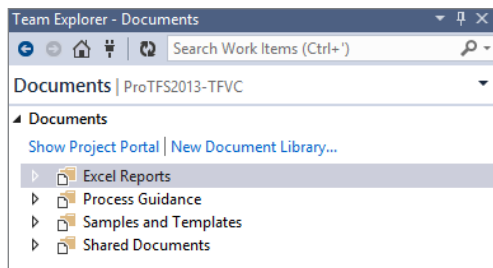 Team Explorer - Documents
Search Work Items (Ctrl+')
Documents | ProTFS2013-TFVC
Documents
Show Project Portal | New Document Library...
Excel Reports
Process Guidance
Samples and Templates
Shared Documents